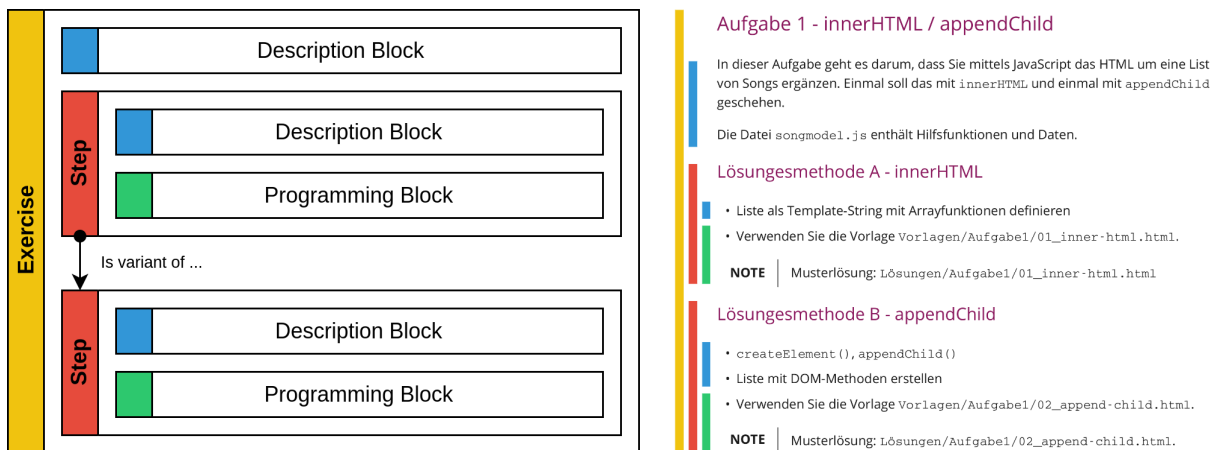 Exercise
Description Block
Step
Description Block
Programming Block
Is variant of ...
Step
Description Block
Programming Block
Aufgabe 1 - innerHTML / appendChild
In dieser Aufgabe geht es darum, dass Sie mittels JavaScript das HTML um eine List
von Songs ergänzen. Einmal soll das mit innerHTML und einmal mit appendChild
geschehen.
Die Datei songmodel.js enthält Hilfsfunktionen und Daten.
Lösungesmethode A - innerHTML
• Liste als Template-String mit Arrayfunktionen definieren
• Verwenden Sie die Vorlage Vorlagen/Aufgabe1/01_inner-html.html.
NOTE Musterlösung: Lösungen/Aufgabe1/01_inner-html.html
Lösungesmethode B - appendChild
• createElement(), appendChild()
• Liste mit DOM-Methoden erstellen
• Verwenden Sie die Vorlage Vorlagen/Aufgabe1/02_append-child.html.
NOTE Musterlösung: Lösungen/Aufgabe1/02_append-child.html.